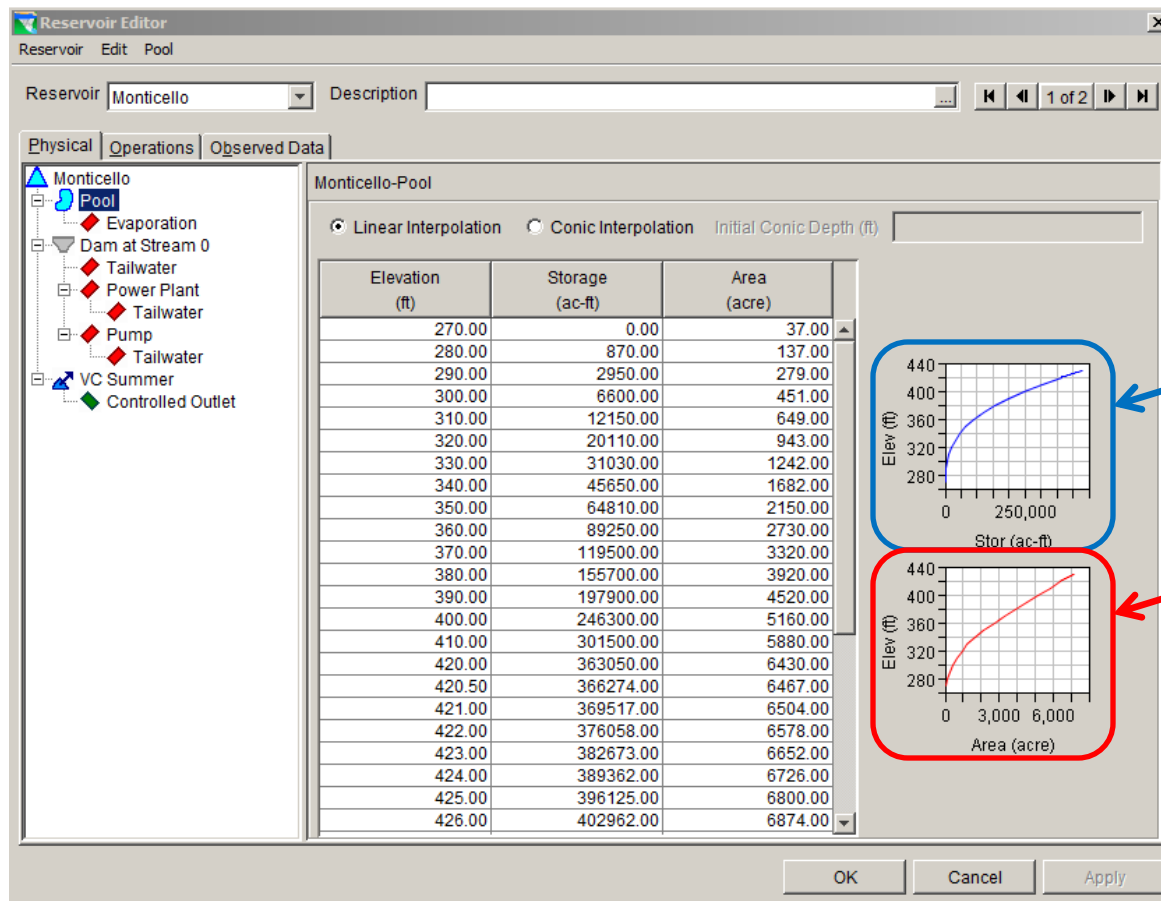 Reservoir Editor
Reservoir Edit Pool
Reservoir Monticello Description ... 1 of 2
Physical Operations Observed Data
Monticello
Pool
Evaporation
Dam at Stream 0
Tailwater
Power Plant
Tailwater
Pump
Tailwater
VC Summer
Controlled Outlet
Monticello-Pool
Linear Interpolation Conic Interpolation Initial Conic Depth (ft)
Elevation Storage Area
(ft) (ac-ft) (acre)
270.00 0.00 37.00
280.00 870.00 137.00
290.00 2950.00 279.00
300.00 6600.00 451.00
310.00 12150.00 649.00
320.00 20110.00 943.00
330.00 31030.00 1242.00
340.00 45650.00 1682.00
350.00 64810.00 2150.00
360.00 89250.00 2730.00
370.00 119500.00 3320.00
380.00 155700.00 3920.00
390.00 197900.00 4520.00
400.00 246300.00 5160.00
410.00 301500.00 5880.00
420.00 363050.00 6430.00
420.50 366274.00 6467.00
421.00 369517.00 6504.00
422.00 376058.00 6578.00
423.00 382673.00 6652.00
424.00 389362.00 6726.00
425.00 396125.00 6800.00
426.00 402962.00 6874.00
440
400
360
320
280
Elev (ft)
0 250,000
Stor (ac-ft)
440
400
360
320
280
Elev (ft)
0 3,000 6,000
Area (acre)
OK Cancel Apply